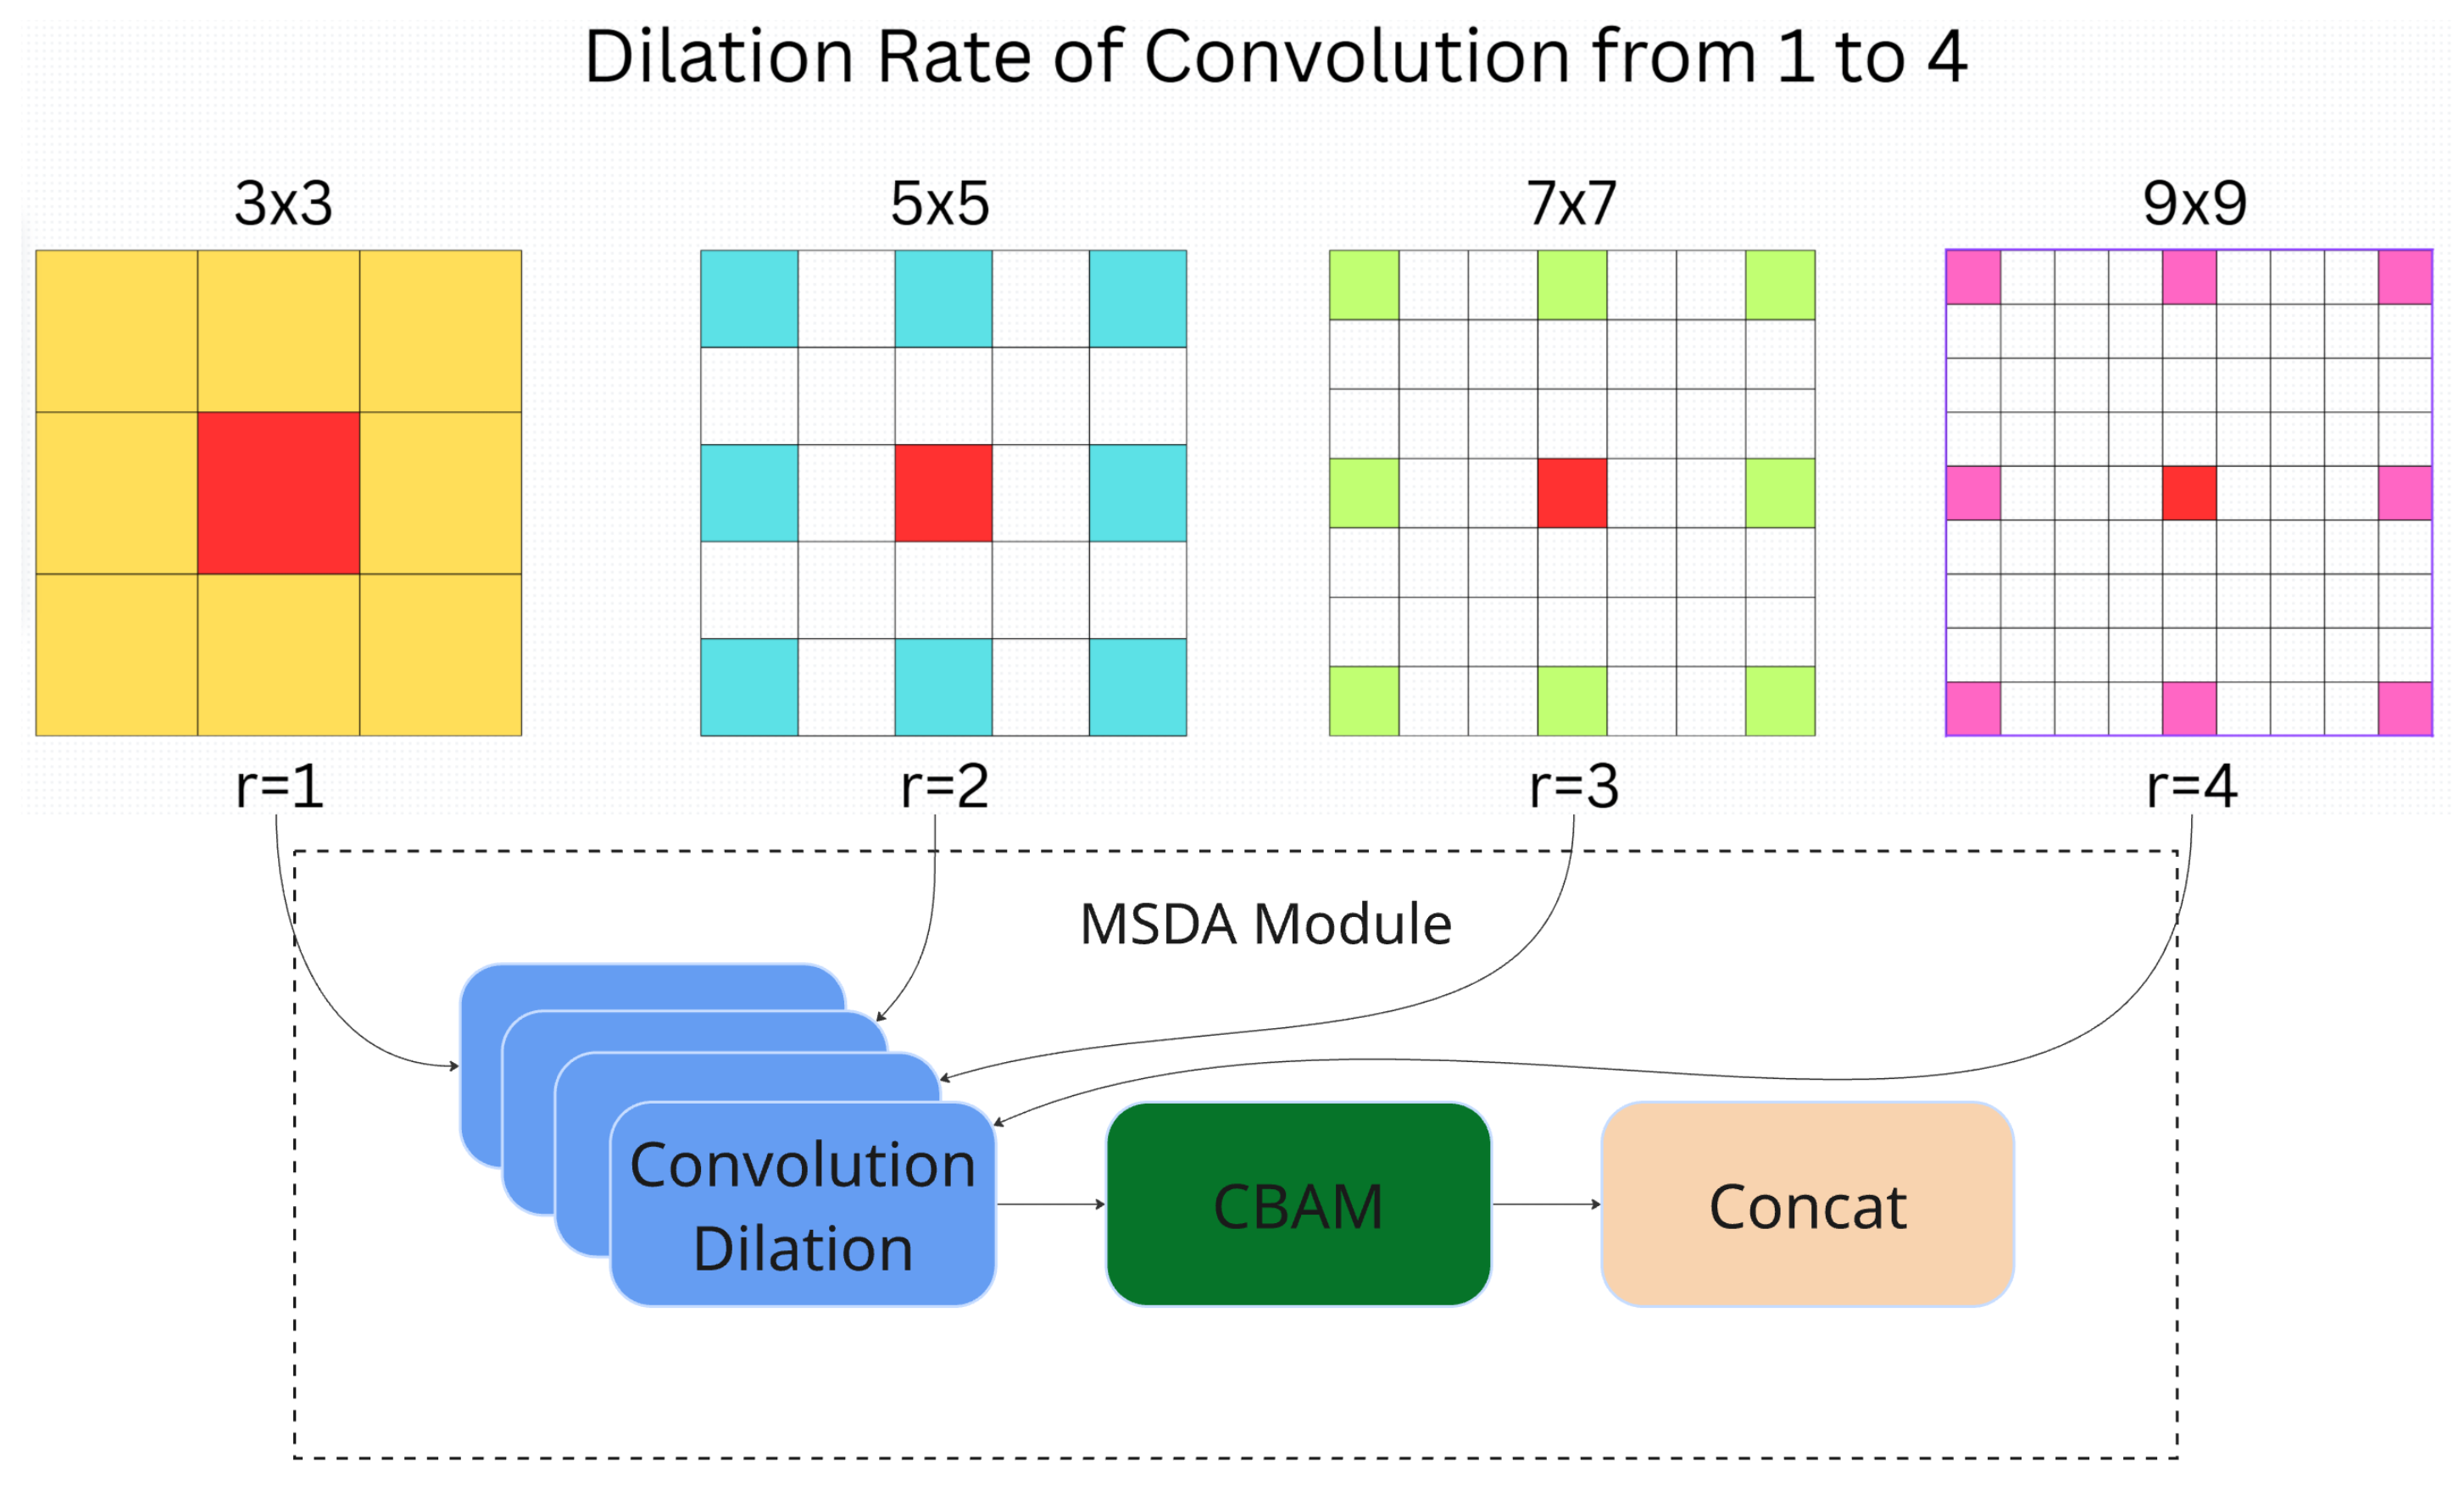 Dilation Rate of Convolution from 1 to 4
3x3
5x5
7x7
9x9
r=1
r=2
r=3
r=4
MSDA Module
Convolution
Dilation
CBAM
Concat